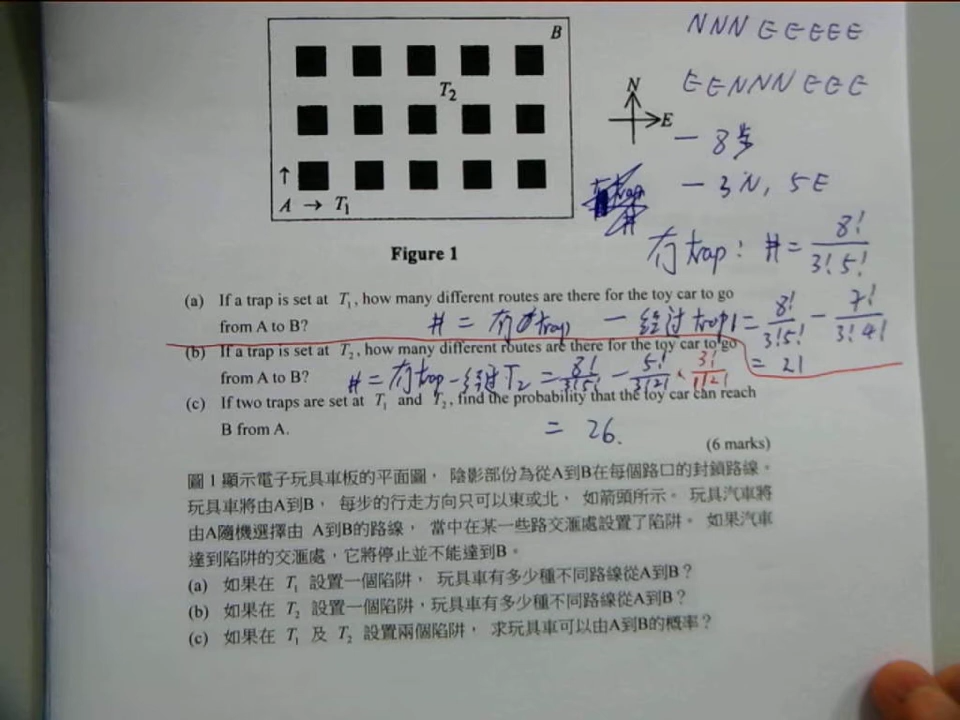 B
T₂
A → T₁
Figure 1
N
E
NNN EEEEE
EENNN EEE
– 8步
– 3N, 5E
冇trap: # = 8!/3!5!
(a) If a trap is set at T₁, how many different routes are there for the toy car to go
from A to B?
# = 冇trap – 經过trap1 = 8!/3!5! – 7!/3!4!
= 21
(b) If a trap is set at T₂, how many different routes are there for the toy car to go
from A to B?
# = 冇trap – 经过T₂ = 8!/3!5! – 5!/3!2! × 3!/1!2!
= 26.
(c) If two traps are set at T₁ and T₂, find the probability that the toy car can reach
B from A.
(6 marks)
圖1顯示電子玩具車板的平面圖，陰影部份為從A到B在每個路口的封鎖路線。
玩具車將由A到B，每步的行走方向只可以東或北，如箭頭所示。玩具汽車將
由A隨機選擇由 A到B的路線，當中在某一些路交滙處設置了陷阱。如果汽車
達到陷阱的交滙處，它將停止並不能達到B。
(a) 如果在 T₁ 設置一個陷阱，玩具車有多少種不同路線從A到B？
(b) 如果在 T₂ 設置一個陷阱，玩具車有多少種不同路線從A到B？
(c) 如果在 T₁ 及 T₂ 設置兩個陷阱，求玩具車可以由A到B的概率？